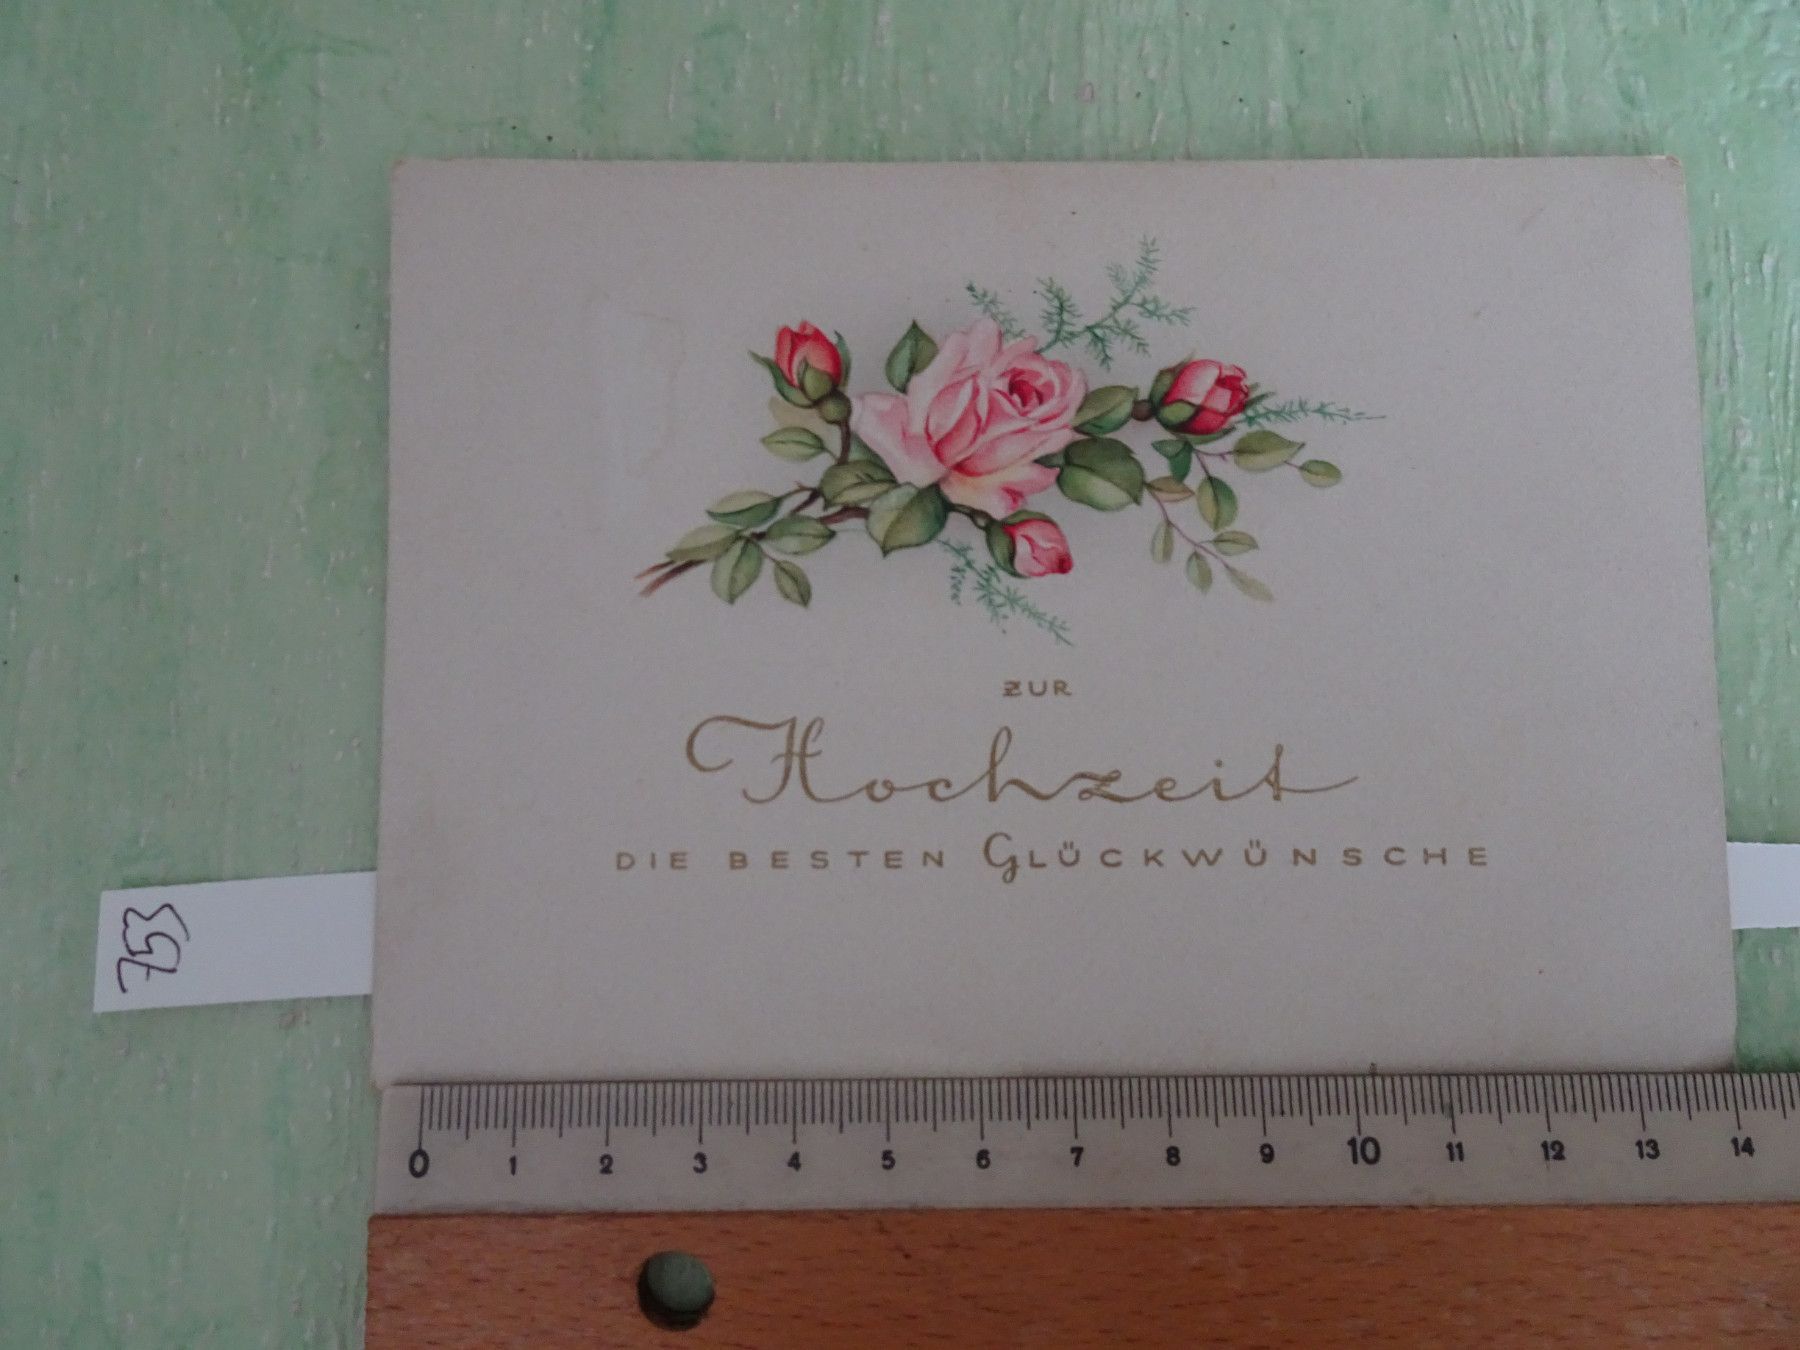 ZUR
Hochzeit
DIE BESTEN GLÜCKWÜNSCHE
0 1 2 3 4 5 6 7 8 9 10 11 12 13 14